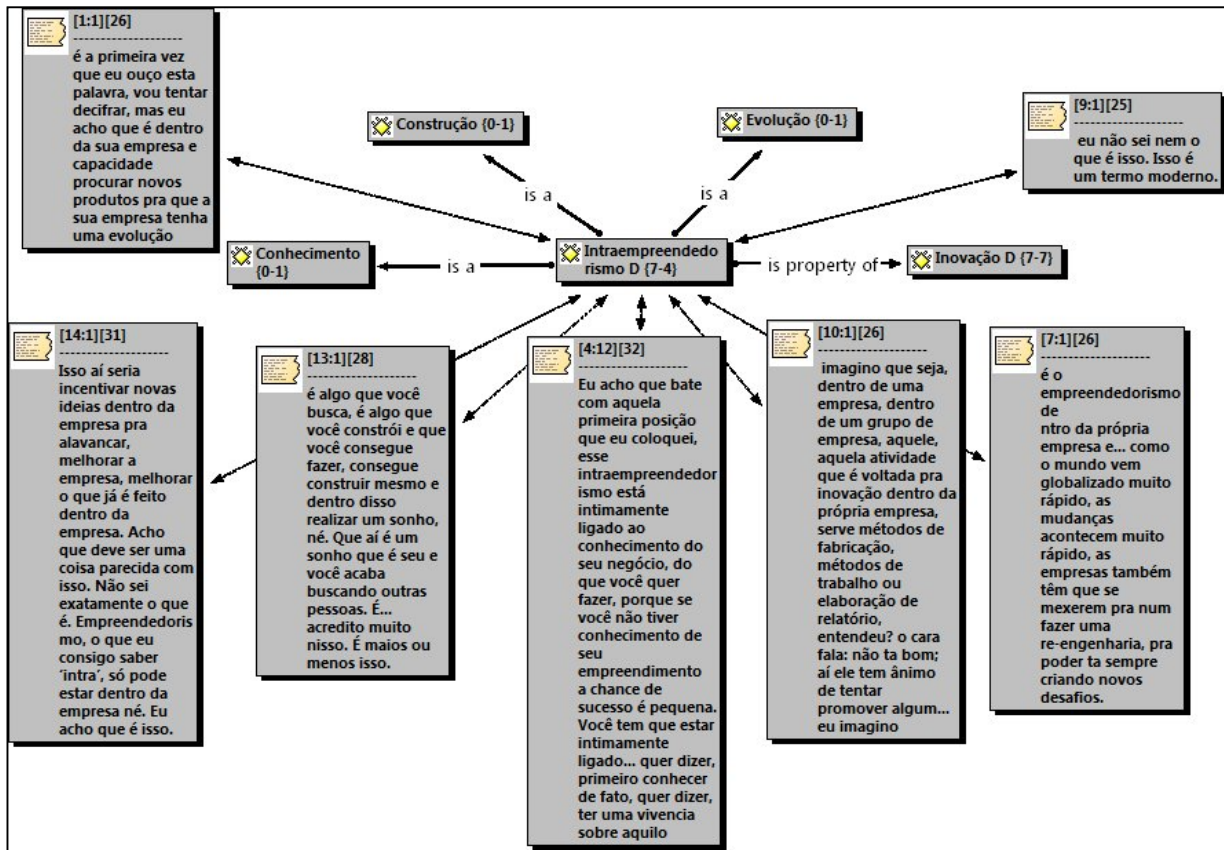 [1:1][26]
---------------------
é a primeira vez
que eu ouço esta
palavra, vou tentar
decifrar, mas eu
acho que é dentro
da sua empresa e
capacidade
procurar novos
produtos pra que a
sua empresa tenha
uma evolução
Construção {0-1}
Evolução {0-1}
[9:1][25]
---------------------
eu não sei nem o
que é isso. Isso é
um termo moderno.
is a
is a
Conhecimento
{0-1}
is a
Intraempreendedo
rismo D {7-4}
is property of
Inovação D {7-7}
[14:1][31]
---------------------
Isso aí seria
incentivar novas
ideias dentro da
empresa pra
alavancar,
melhorar a
empresa, melhorar
o que já é feito
dentro da
empresa. Acho
que deve ser uma
coisa parecida com
isso. Não sei
exatamente o que
é. Empreendedoris
mo, o que eu
consigo saber
´intra´, só pode
estar dentro da
empresa né. Eu
acho que é isso.
[13:1][28]
---------------------
é algo que você
busca, é algo que
você constrói e que
você consegue
fazer, consegue
construir mesmo e
dentro disso
realizar um sonho,
né. Que aí é um
sonho que é seu e
você acaba
buscando outras
pessoas. É...
acredito muito
nisso. É maios ou
menos isso.
[4:12][32]
---------------------
Eu acho que bate
com aquela
primeira posição
que eu coloquei,
esse
intraempreendedor
ismo está
intimamente
ligado ao
conhecimento do
seu negócio, do
que você quer
fazer, porque se
você não tiver
conhecimento de
seu
empreendimento
a chance de
sucesso é pequena.
Você tem que estar
intimamente
ligado... quer dizer,
primeiro conhecer
de fato, quer dizer,
ter uma vivencia
sobre aquilo
[10:1][26]
---------------------
imagino que seja,
dentro de uma
empresa, dentro
de um grupo de
empresa, aquele,
aquela atividade
que é voltada pra
inovação dentro da
própria empresa,
serve métodos de
fabricação,
métodos de
trabalho ou
elaboração de
relatório,
entendeu? o cara
fala: não ta bom;
aí ele tem ânimo
de tentar
promover algum...
eu imagino
[7:1][26]
---------------------
é o
empreendedorismo
de
ntro da própria
empresa e... como
o mundo vem
globalizado muito
rápido, as
mudanças
acontecem muito
rápido, as
empresas também
têm que se
mexerem pra num
fazer uma
re-engenharia, pra
poder ta sempre
criando novos
desafios.